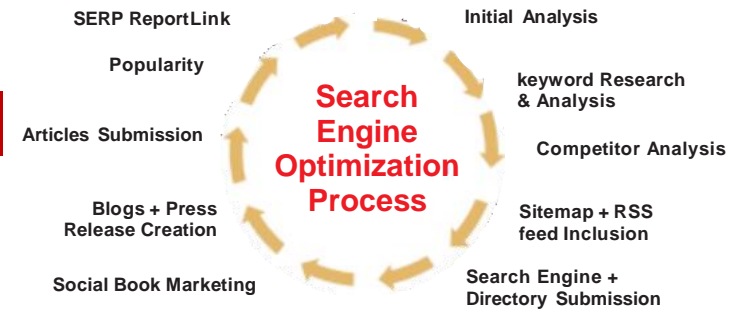 Search
Engine
Optimization
Process
Initial Analysis
keyword Research
& Analysis
Competitor Analysis
Sitemap + RSS
feed Inclusion
Search Engine +
Directory Submission
Social Book Marketing
Blogs + Press
Release Creation
Articles Submission
Popularity
SERP ReportLink